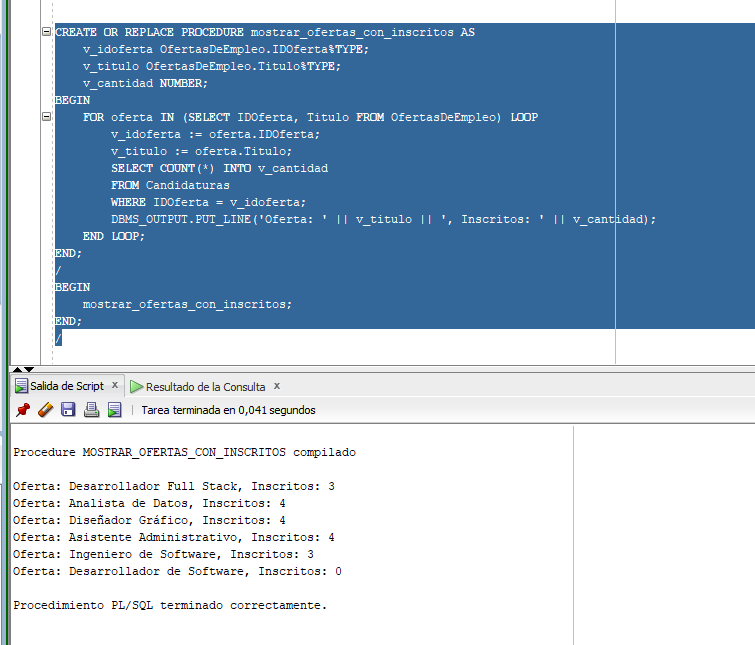 CREATE OR REPLACE PROCEDURE mostrar_ofertas_con_inscritos AS
    v_idoferta OfertasDeEmpleo.IDOferta%TYPE;
    v_titulo OfertasDeEmpleo.Titulo%TYPE;
    v_cantidad NUMBER;
BEGIN
    FOR oferta IN (SELECT IDOferta, Titulo FROM OfertasDeEmpleo) LOOP
        v_idoferta := oferta.IDOferta;
        v_titulo := oferta.Titulo;
        SELECT COUNT(*) INTO v_cantidad
        FROM Candidaturas
        WHERE IDOferta = v_idoferta;
        DBMS_OUTPUT.PUT_LINE('Oferta: ' || v_titulo || ', Inscritos: ' || v_cantidad);
    END LOOP;
END;
/
BEGIN
    mostrar_ofertas_con_inscritos;
END;
/
Salida de Script x Resultado de la Consulta x
Tarea terminada en 0,041 segundos
Procedure MOSTRAR_OFERTAS_CON_INSCRITOS compilado
Oferta: Desarrollador Full Stack, Inscritos: 3
Oferta: Analista de Datos, Inscritos: 4
Oferta: Diseñador Gráfico, Inscritos: 4
Oferta: Asistente Administrativo, Inscritos: 4
Oferta: Ingeniero de Software, Inscritos: 3
Oferta: Desarrollador de Software, Inscritos: 0
Procedimiento PL/SQL terminado correctamente.